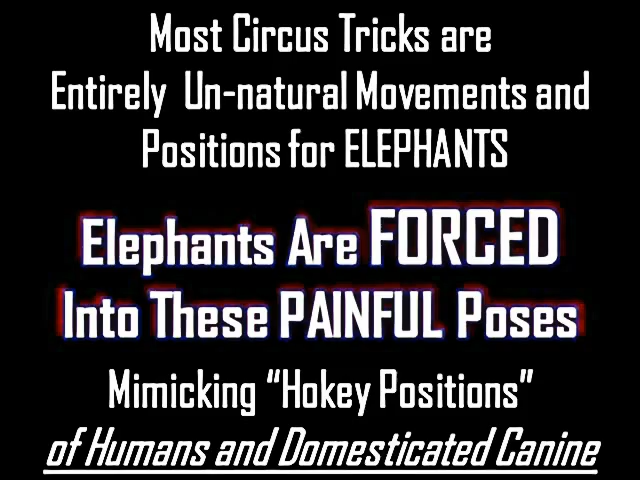 Most Circus Tricks are
Entirely Un-natural Movements and
Positions for ELEPHANTS
Elephants Are FORCED
Into These PAINFUL Poses
Mimicking “Hokey Positions”
of Humans and Domesticated Canine